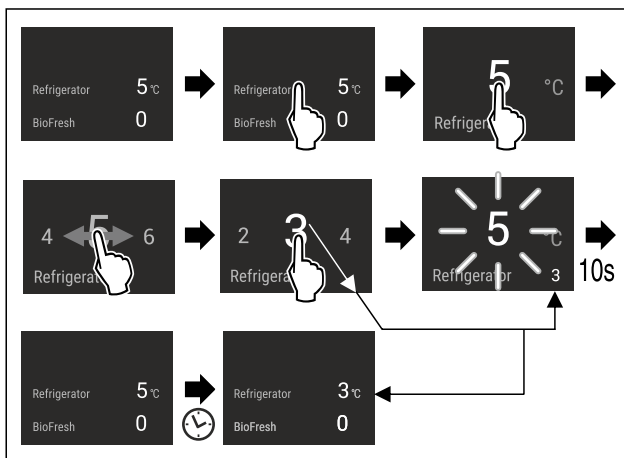 Refrigerator 5 °C
BioFresh 0
Refrigerator 5 °C
BioFresh 0
5 °C
Refriger
4 5 6
Refrigerat
2 3 4
Refrigera
5 °C
Refrigerator 3
10s
Refrigerator 5 °C
BioFresh 0
Refrigerator 3 °C
BioFresh 0